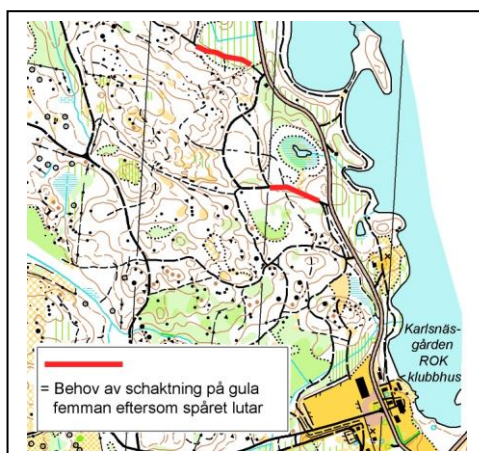 Karlsnäs-
gården
ROK
klubbhus
= Behov av schaktning på gula
femman eftersom spåret lutar